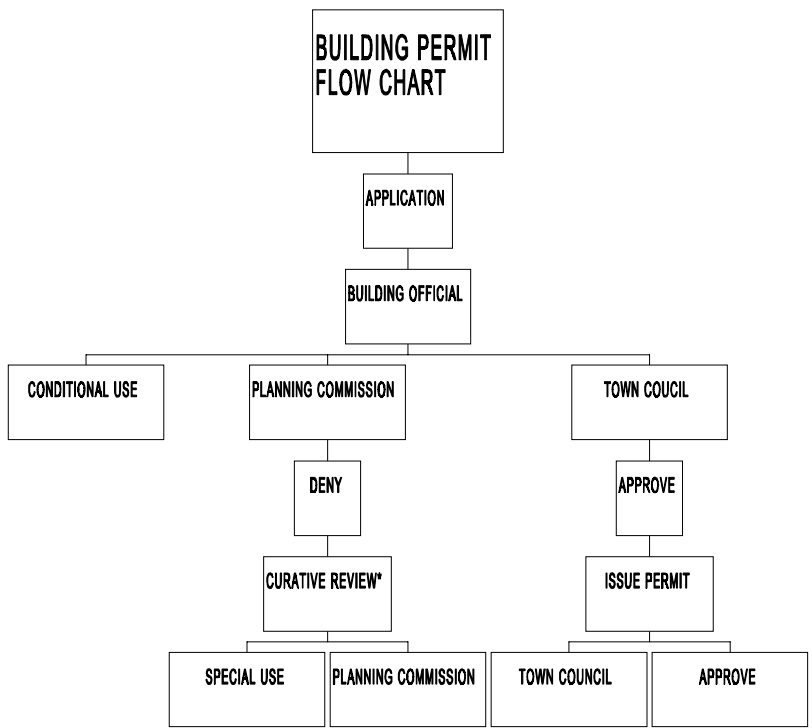 BUILDING PERMIT
FLOW CHART
APPLICATION
BUILDING OFFICIAL
CONDITIONAL USE
PLANNING COMMISSION
TOWN COUCIL
DENY
APPROVE
CURATIVE REVIEW*
ISSUE PERMIT
SPECIAL USE
PLANNING COMMISSION
TOWN COUNCIL
APPROVE